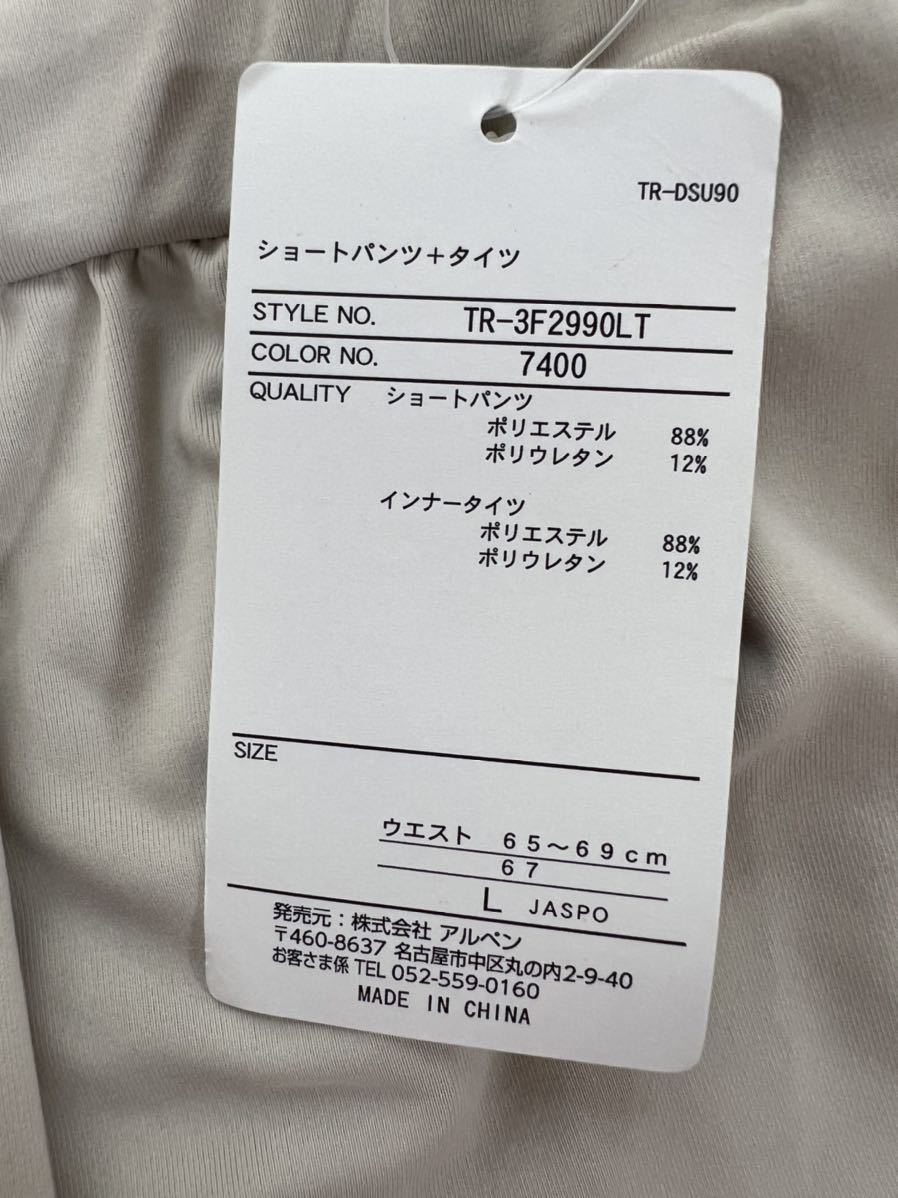 TR-DSU90
ショートパンツ＋タイツ
STYLE NO. TR-3F2990LT
COLOR NO. 7400
QUALITY ショートパンツ
ポリエステル 88%
ポリウレタン 12%
インナータイツ
ポリエステル 88%
ポリウレタン 12%
SIZE
ウエスト 65～69cm
67
L JASPO
発売元：株式会社 アルペン
〒460-8637 名古屋市中区丸の内2-9-40
お客さま係 TEL 052-559-0160
MADE IN CHINA